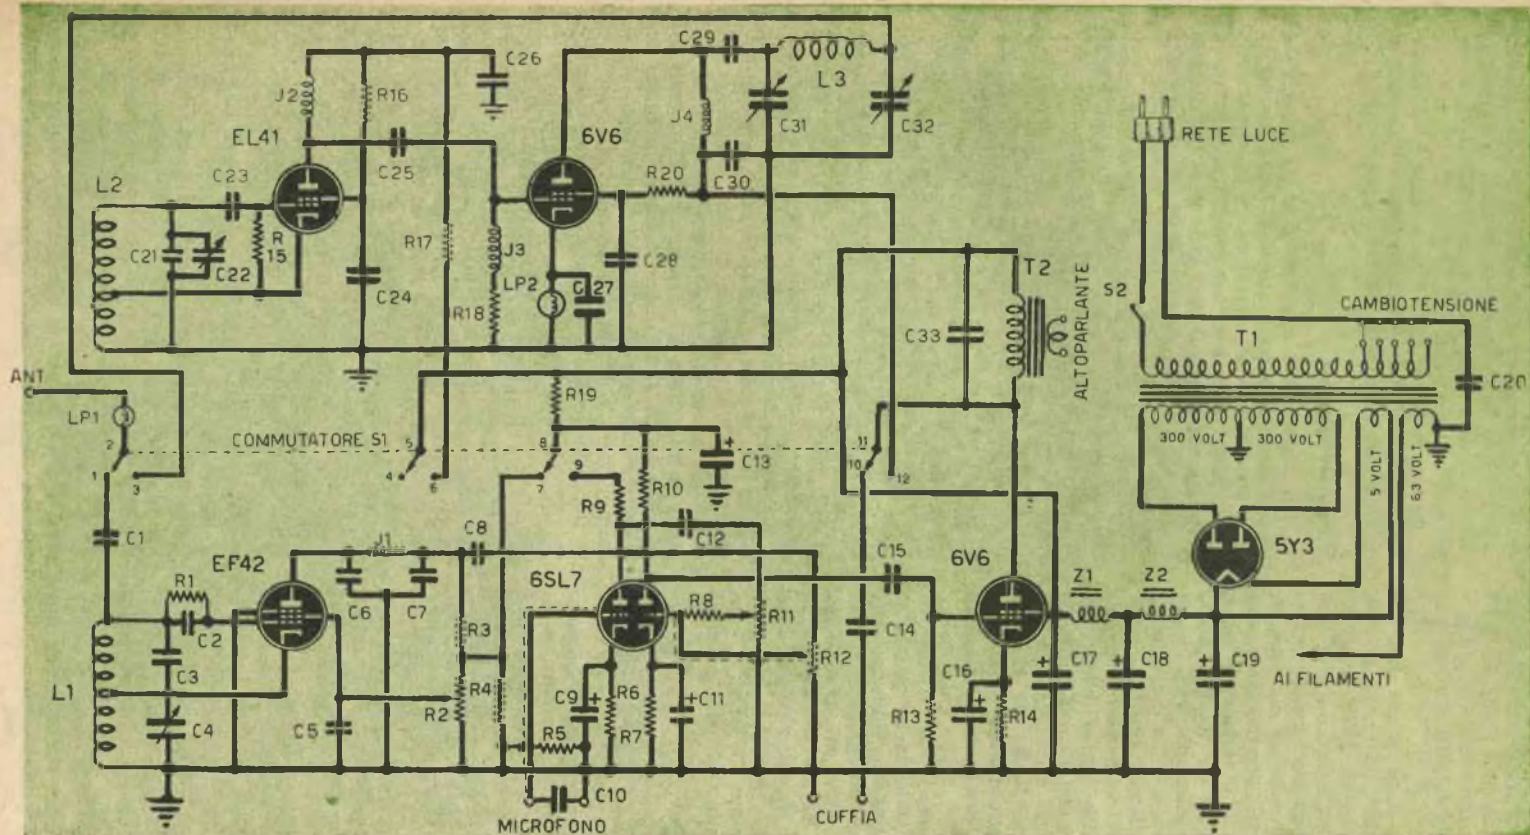 C29
L3
C26
J2
R16
EL41
6V6
J4
C31
C32
RETE LUCE
L2
C23
C25
R20
C30
C21
C22
R
15
R17
J3
C28
T2
ALTOPARLANTE
S2
CAMBIOTENSIONE
C24
LP2
C27
R18
C33
T1
C20
ANT
LP1
R19
300 VOLT
300 VOLT
5 VOLT
6.3 VOLT
COMMUTATORE S1
2
5
8
11
C13
1
3
4
6
7
9
10
12
R9
R10
C1
C12
5Y3
J1
C8
EF42
6SL7
C15
6V6
Z1
Z2
R1
C6
C7
C2
R8
R11
C14
R3
R12
C3
C16
C17
C18
C19
AI FILAMENTI
L1
R4
C9
R6
C11
C4
C5
R2
R5
R7
R13
R14
C10
MICROFONO
CUFFIA